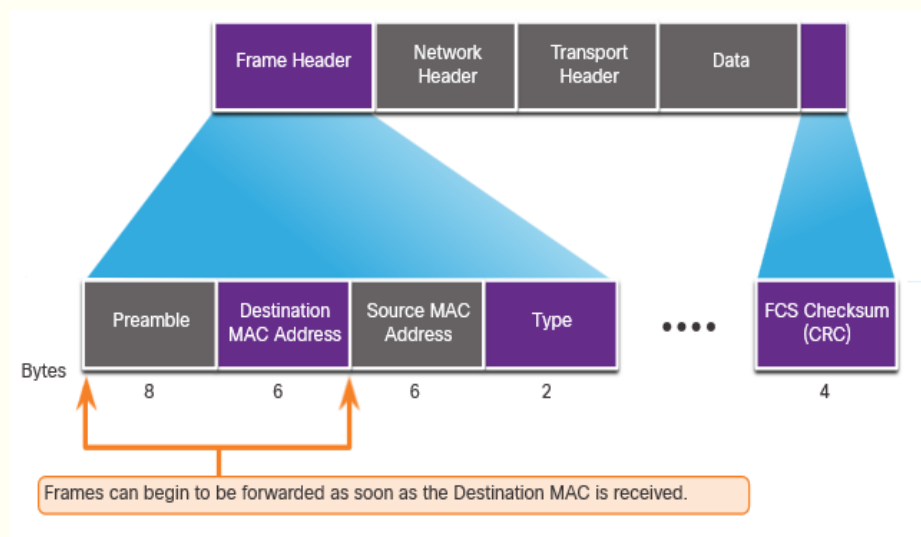 Frame Header
Network
Header
Transport
Header
Data
Preamble
Destination
MAC Address
Source MAC
Address
Type
••••
FCS Checksum
(CRC)
Bytes
8
6
6
2
4
Frames can begin to be forwarded as soon as the Destination MAC is received.